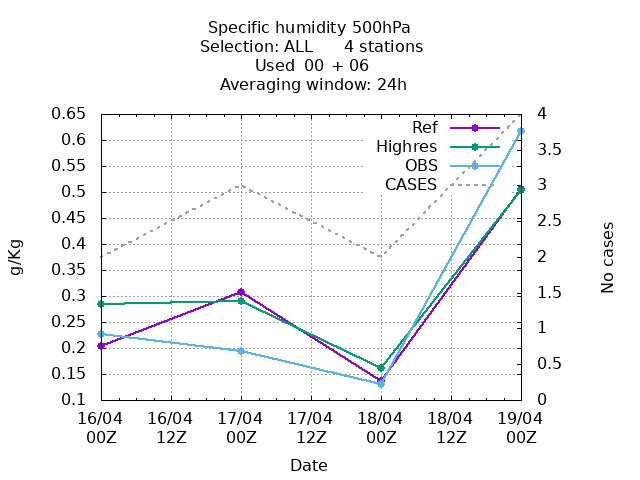 Specific humidity 500hPa
Selection: ALL 4 stations
Used 00 + 06
Averaging window: 24h
Ref
Highres
OBS
CASES
0.65
0.6
0.55
0.5
0.45
0.4
0.35
0.3
0.25
0.2
0.15
0.1
4
3.5
3
2.5
2
1.5
1
0.5
0
g/Kg
No cases
16/04 16/04 17/04 17/04 18/04 18/04 19/04
00Z 12Z 00Z 12Z 00Z 12Z 00Z
Date